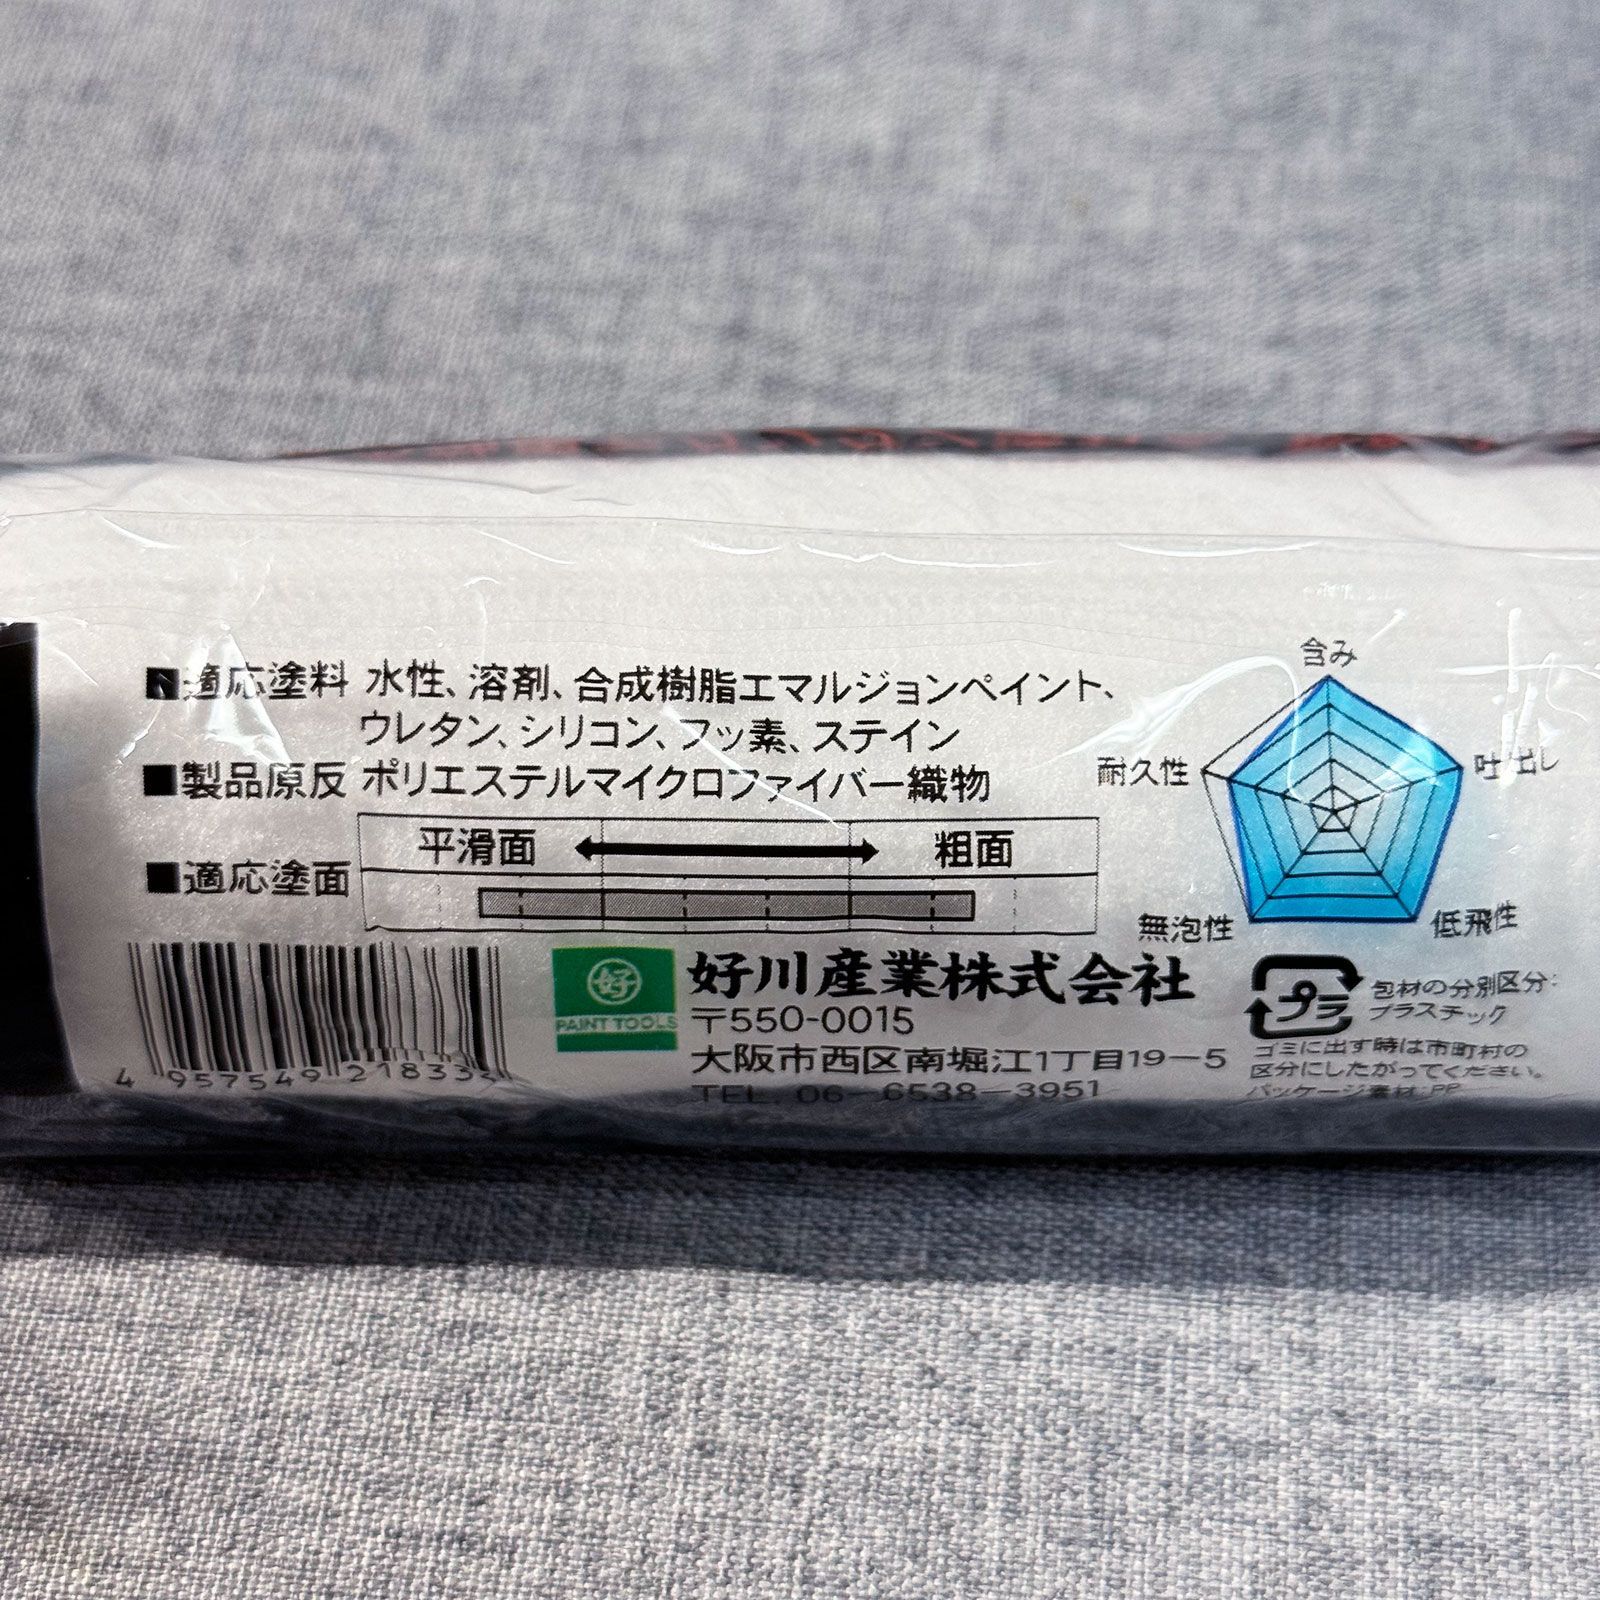 ■適応塗料 水性、溶剤、合成樹脂エマルジョンペイント、
ウレタン、シリコン、フッ素、ステイン
■製品原反 ポリエステルマイクロファイバー織物
■適応塗面
平滑面 粗面
含み
吐出し
低飛性
無泡性
耐久性
4 957549 218334
好
PAINT TOOLS
好川産業株式会社
〒550-0015
大阪市西区南堀江1丁目19-5
TEL. 06-6538-3951
プラ
包材の分別区分:
プラスチック
ゴミに出す時は市町村の
区分にしたがってください。
パッケージ素材:PP